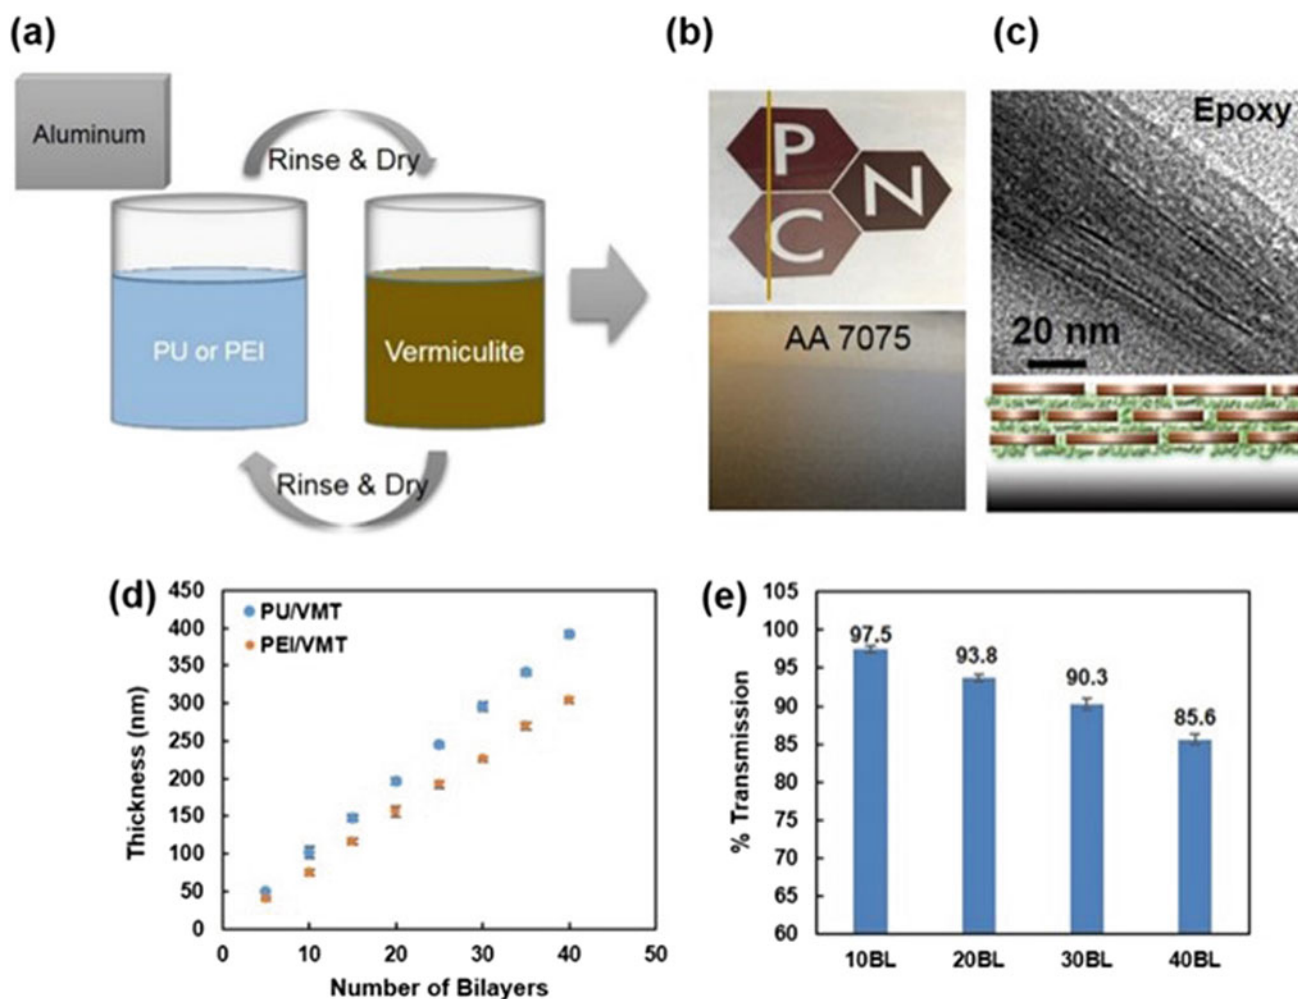 (a)
Aluminum
Rinse & Dry
PU or PEI
Vermiculite
Rinse & Dry
(b)
P
N
C
AA 7075
(c)
Epoxy
20 nm
(d)
450
400
350
300
250
200
150
100
50
0
Thickness (nm)
PU/VMT
PEI/VMT
0 10 20 30 40 50
Number of Bilayers
(e)
105
100
95
90
85
80
75
70
65
60
% Transmission
97.5
93.8
90.3
85.6
10BL 20BL 30BL 40BL